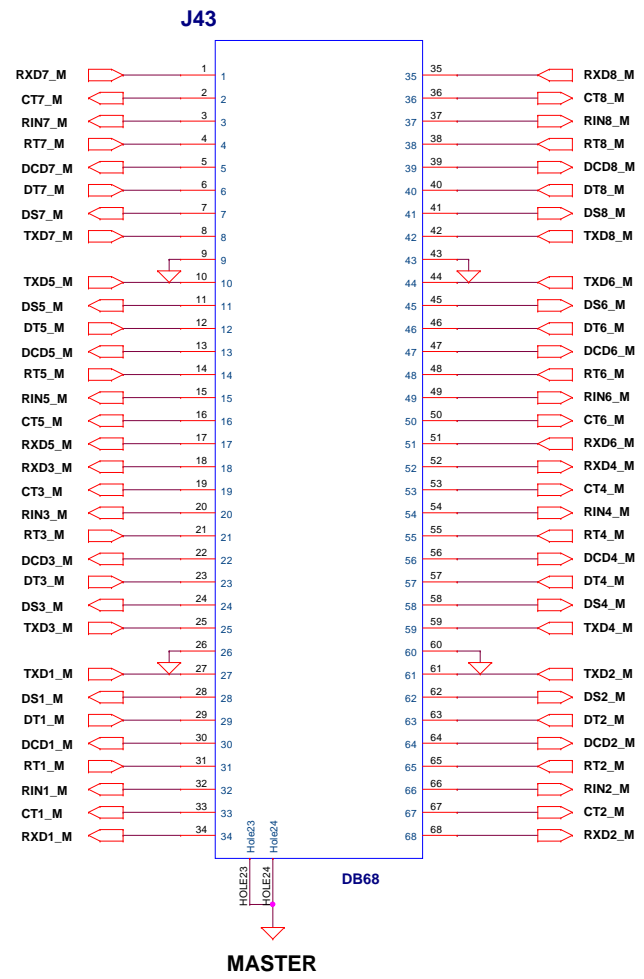 J43
RXD7_M 1 1 35 35 RXD8_M
CT7_M 2 2 36 36 CT8_M
RIN7_M 3 3 37 37 RIN8_M
RT7_M 4 4 38 38 RT8_M
DCD7_M 5 5 39 39 DCD8_M
DT7_M 6 6 40 40 DT8_M
DS7_M 7 7 41 41 DS8_M
TXD7_M 8 8 42 42 TXD8_M
9 9 43 43
TXD5_M 10 10 44 44 TXD6_M
DS5_M 11 11 45 45 DS6_M
DT5_M 12 12 46 46 DT6_M
DCD5_M 13 13 47 47 DCD6_M
RT5_M 14 14 48 48 RT6_M
RIN5_M 15 15 49 49 RIN6_M
CT5_M 16 16 50 50 CT6_M
RXD5_M 17 17 51 51 RXD6_M
RXD3_M 18 18 52 52 RXD4_M
CT3_M 19 19 53 53 CT4_M
RIN3_M 20 20 54 54 RIN4_M
RT3_M 21 21 55 55 RT4_M
DCD3_M 22 22 56 56 DCD4_M
DT3_M 23 23 57 57 DT4_M
DS3_M 24 24 58 58 DS4_M
TXD3_M 25 25 59 59 TXD4_M
26 26 60 60
TXD1_M 27 27 61 61 TXD2_M
DS1_M 28 28 62 62 DS2_M
DT1_M 29 29 63 63 DT2_M
DCD1_M 30 30 64 64 DCD2_M
RT1_M 31 31 65 65 RT2_M
RIN1_M 32 32 66 66 RIN2_M
CT1_M 33 33 67 67 CT2_M
RXD1_M 34 34 68 68 RXD2_M
Hole23
Hole24
HOLE23
HOLE24
DB68
MASTER